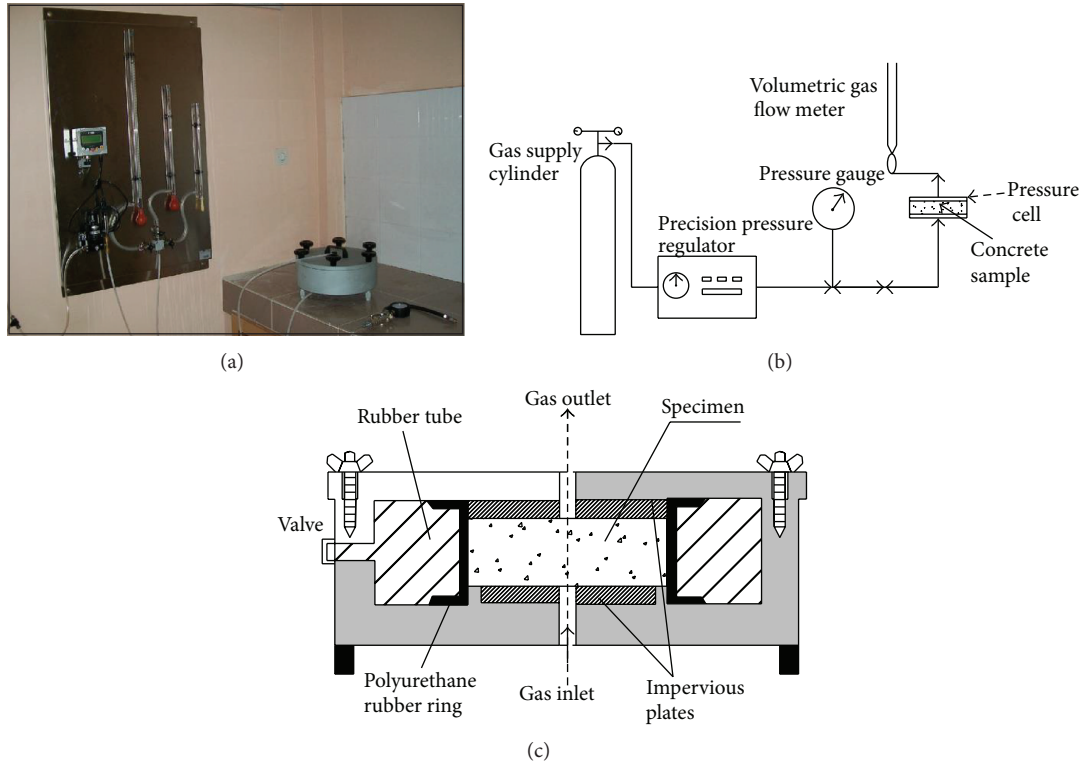 (a)
Gas supply
cylinder
Precision pressure
regulator
Pressure gauge
Volumetric gas
flow meter
Pressure
cell
Concrete
sample
(b)
Rubber tube
Gas outlet
Specimen
Valve
Polyurethane
rubber ring
Gas inlet
Impervious
plates
(c)